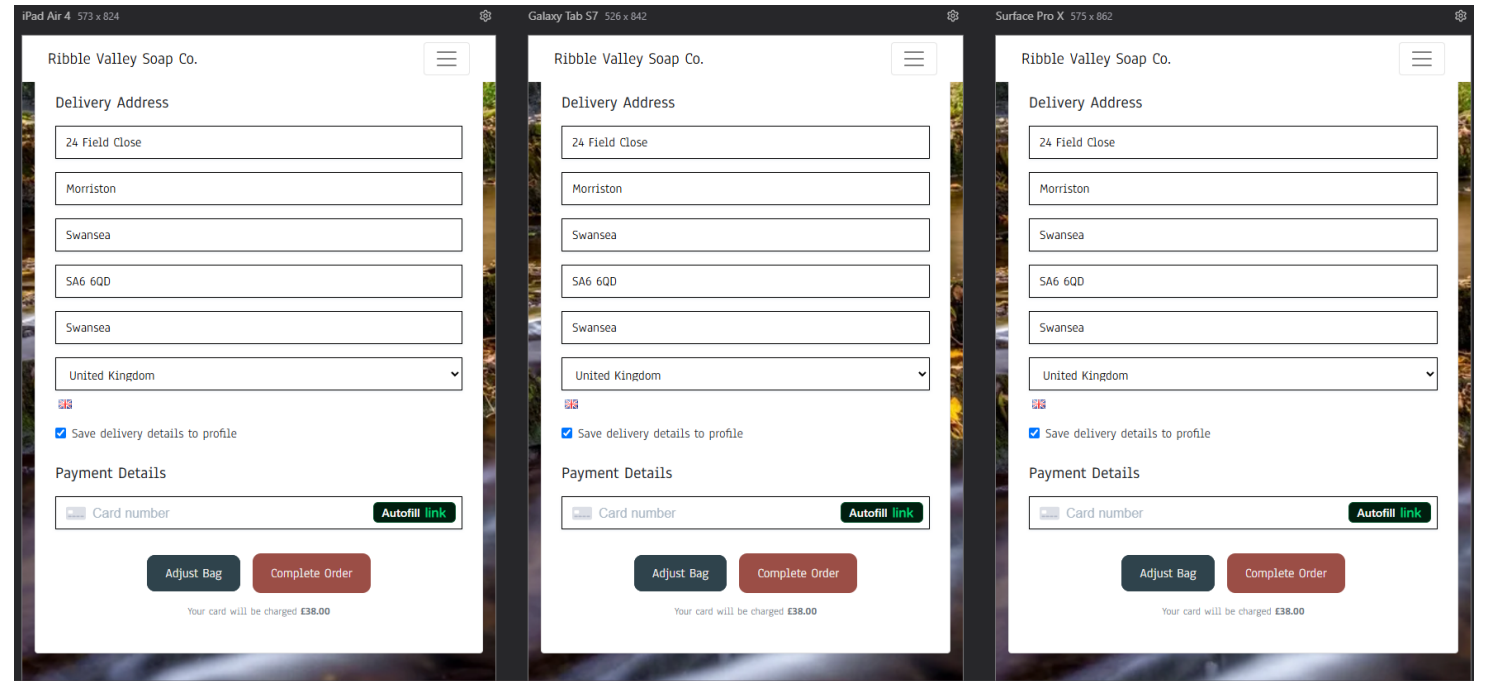 iPad Air 4 573 x 824
Ribble Valley Soap Co.
Delivery Address
24 Field Close
Morriston
Swansea
SA6 6QD
Swansea
United Kingdom
Save delivery details to profile
Payment Details
Card number Autofill link
Adjust Bag Complete Order
Your card will be charged £38.00
Galaxy Tab S7 526 x 842
Ribble Valley Soap Co.
Delivery Address
24 Field Close
Morriston
Swansea
SA6 6QD
Swansea
United Kingdom
Save delivery details to profile
Payment Details
Card number Autofill link
Adjust Bag Complete Order
Your card will be charged £38.00
Surface Pro X 575 x 862
Ribble Valley Soap Co.
Delivery Address
24 Field Close
Morriston
Swansea
SA6 6QD
Swansea
United Kingdom
Save delivery details to profile
Payment Details
Card number Autofill link
Adjust Bag Complete Order
Your card will be charged £38.00